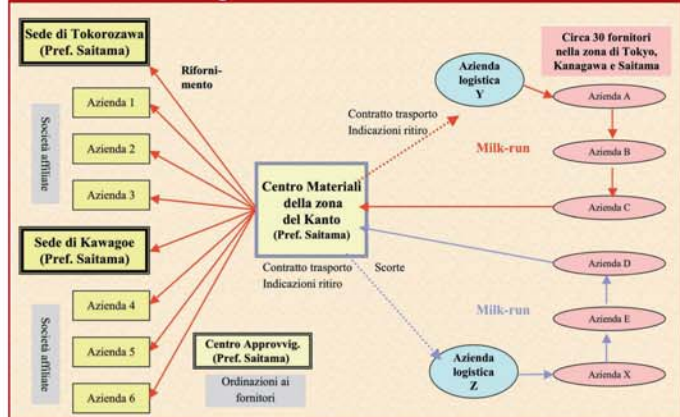 Sede di Tokorozawa
(Pref. Saitama)
Riforni-
mento
Società affiliate
Azienda 1
Azienda 2
Azienda 3
Sede di Kawagoe
(Pref. Saitama)
Società affiliate
Azienda 4
Azienda 5
Azienda 6
Centro Materiali
della zona
del Kanto
(Pref. Saitama)
Contratto trasporto
Indicazioni ritiro
Scorte
Centro Approvvig.
(Pref. Saitama)
Ordinazioni ai
fornitori
Azienda
logistica
Y
Contratto trasporto
Indicazioni ritiro
Circa 30 fornitori
nella zona di Tokyo,
Kanagawa e Saitama
Azienda A
Milk-run
Azienda B
Azienda C
Azienda D
Milk-run
Azienda E
Azienda X
Azienda
logistica
Z